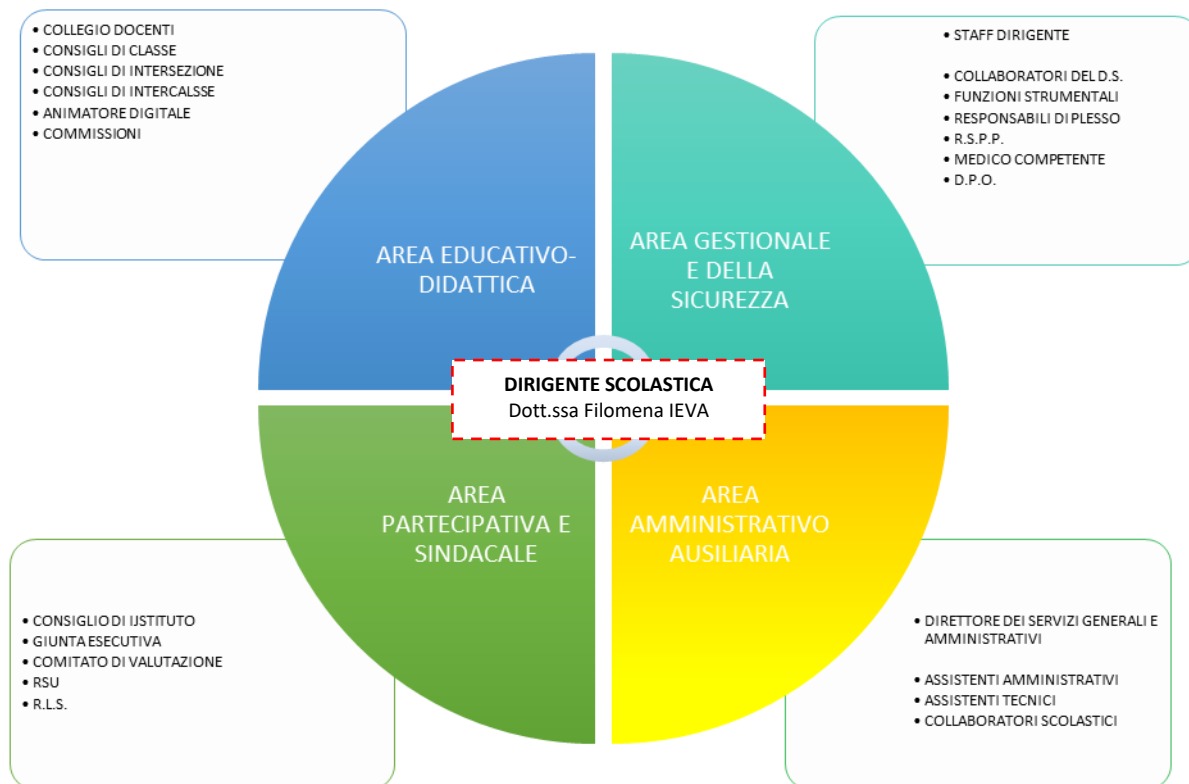 • COLLEGIO DOCENTI
• CONSIGLI DI CLASSE
• CONSIGLI DI INTERSEZIONE
• CONSIGLI DI INTERCALSSE
• ANIMATORE DIGITALE
• COMMISSIONI
• STAFF DIRIGENTE
• COLLABORATORI DEL D.S.
• FUNZIONI STRUMENTALI
• RESPONSABILI DI PLESSO
• R.S.P.P.
• MEDICO COMPETENTE
• D.P.O.
AREA EDUCATIVO-
DIDATTICA
AREA GESTIONALE
E DELLA
SICUREZZA
DIRIGENTE SCOLASTICA
Dott.ssa Filomena IEVA
AREA
PARTECIPATIVA E
SINDACALE
AREA
AMMINISTRATIVO
AUSILIARIA
• CONSIGLIO DI IJSTITUTO
• GIUNTA ESECUTIVA
• COMITATO DI VALUTAZIONE
• RSU
• R.L.S.
• DIRETTORE DEI SERVIZI GENERALI E
AMMINISTRATIVI
• ASSISTENTI AMMINISTRATIVI
• ASSISTENTI TECNICI
• COLLABORATORI SCOLASTICI